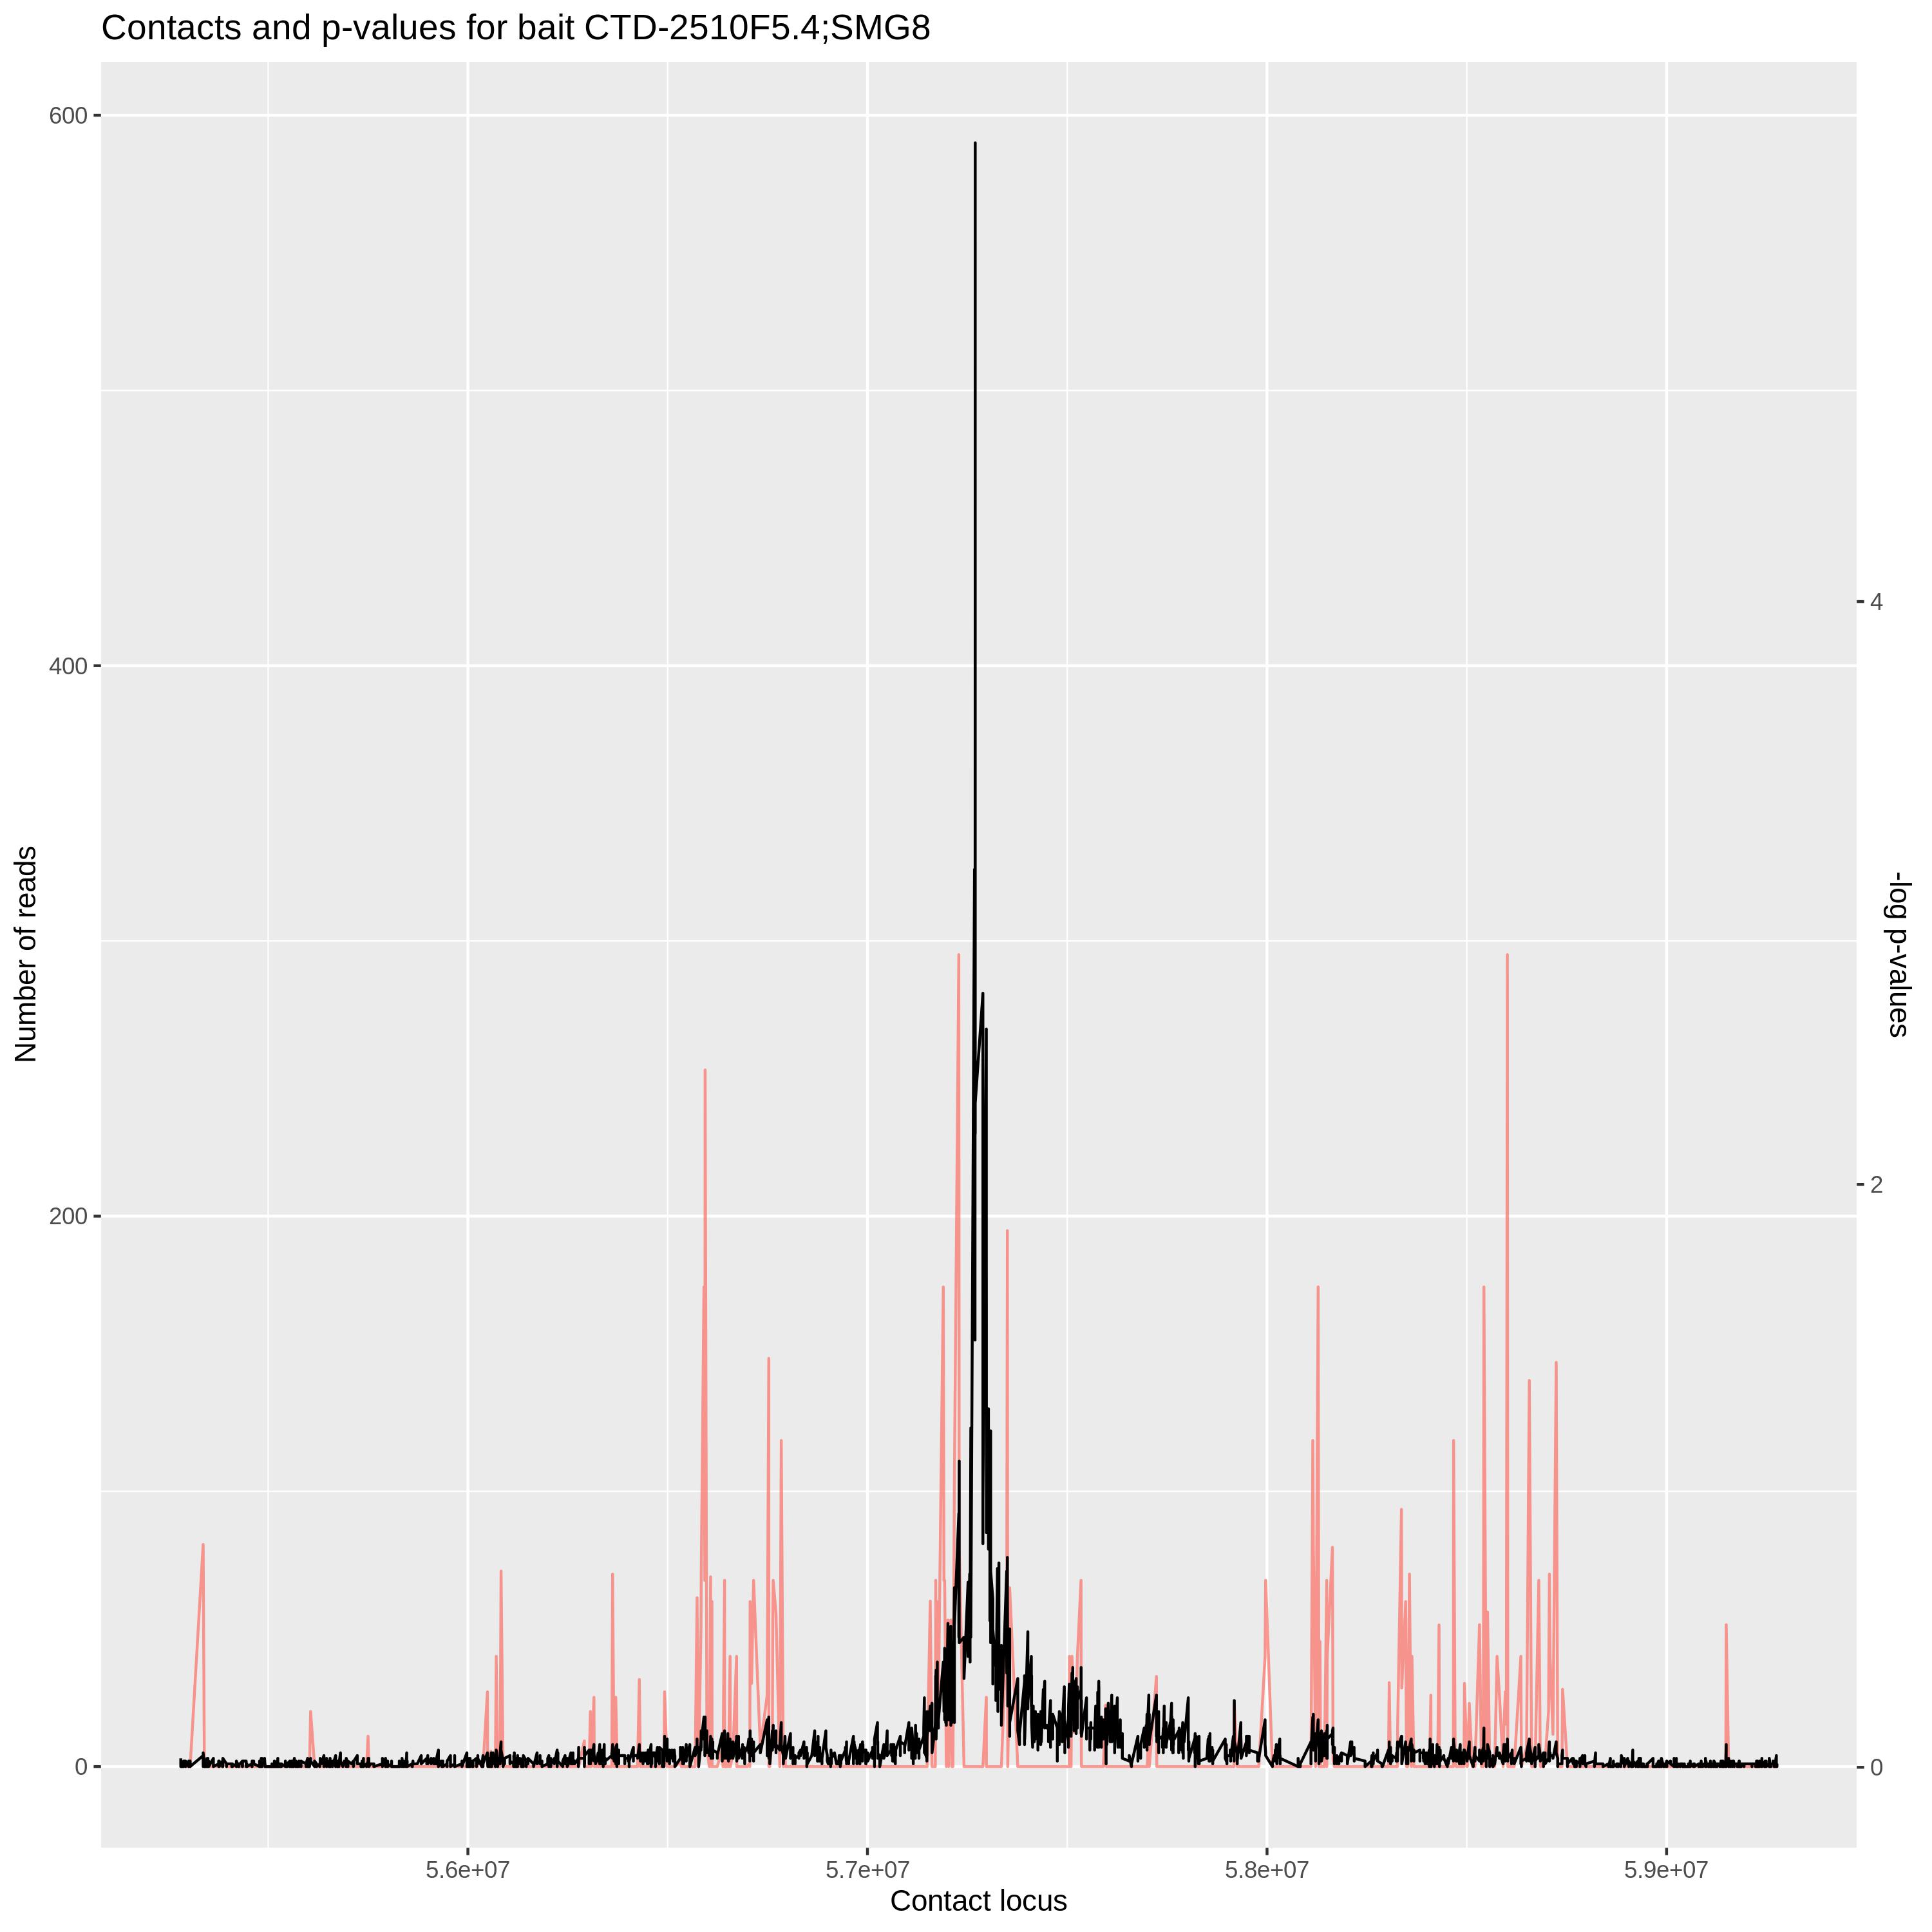 Contacts and p-values for bait CTD-2510F5.4;SMG8
600
400
200
0
Number of reads
4
2
0
-log p-values
5.6e+07 5.7e+07 5.8e+07 5.9e+07
Contact locus